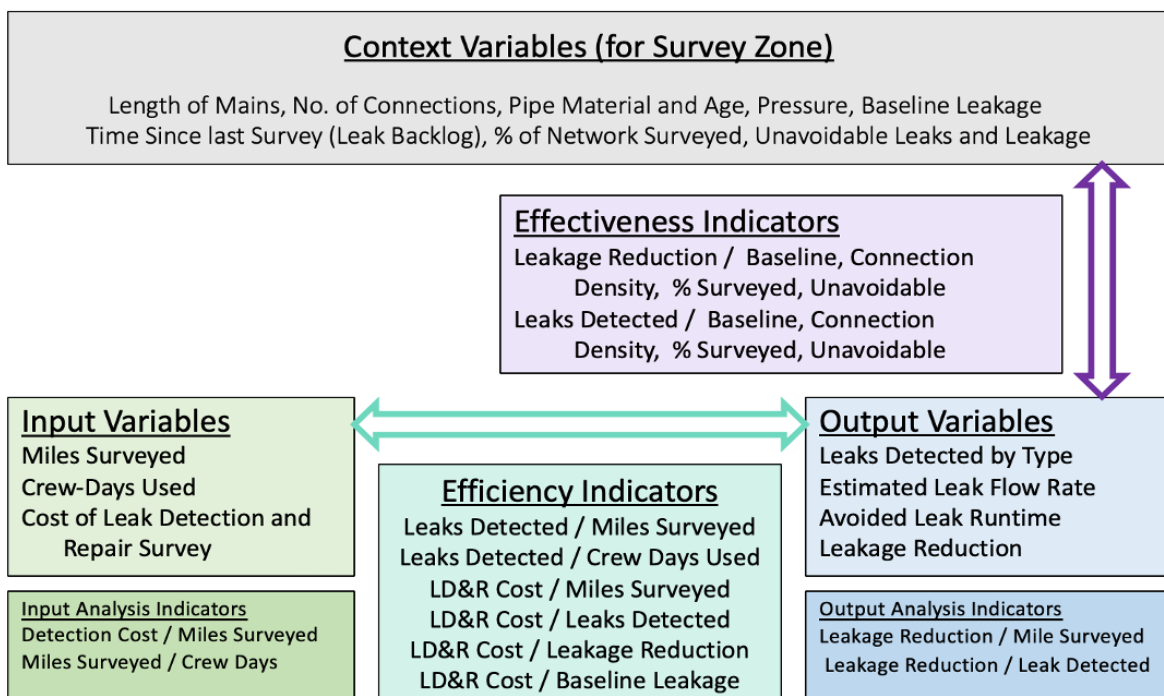 Context Variables (for Survey Zone)
Length of Mains, No. of Connections, Pipe Material and Age, Pressure, Baseline Leakage
Time Since last Survey (Leak Backlog), % of Network Surveyed, Unavoidable Leaks and Leakage
Effectiveness Indicators
Leakage Reduction / Baseline, Connection
Density, % Surveyed, Unavoidable
Leaks Detected / Baseline, Connection
Density, % Surveyed, Unavoidable
Input Variables
Miles Surveyed
Crew-Days Used
Cost of Leak Detection and
Repair Survey
Input Analysis Indicators
Detection Cost / Miles Surveyed
Miles Surveyed / Crew Days
Efficiency Indicators
Leaks Detected / Miles Surveyed
Leaks Detected / Crew Days Used
LD&R Cost / Miles Surveyed
LD&R Cost / Leaks Detected
LD&R Cost / Leakage Reduction
LD&R Cost / Baseline Leakage
Output Variables
Leaks Detected by Type
Estimated Leak Flow Rate
Avoided Leak Runtime
Leakage Reduction
Output Analysis Indicators
Leakage Reduction / Mile Surveyed
Leakage Reduction / Leak Detected